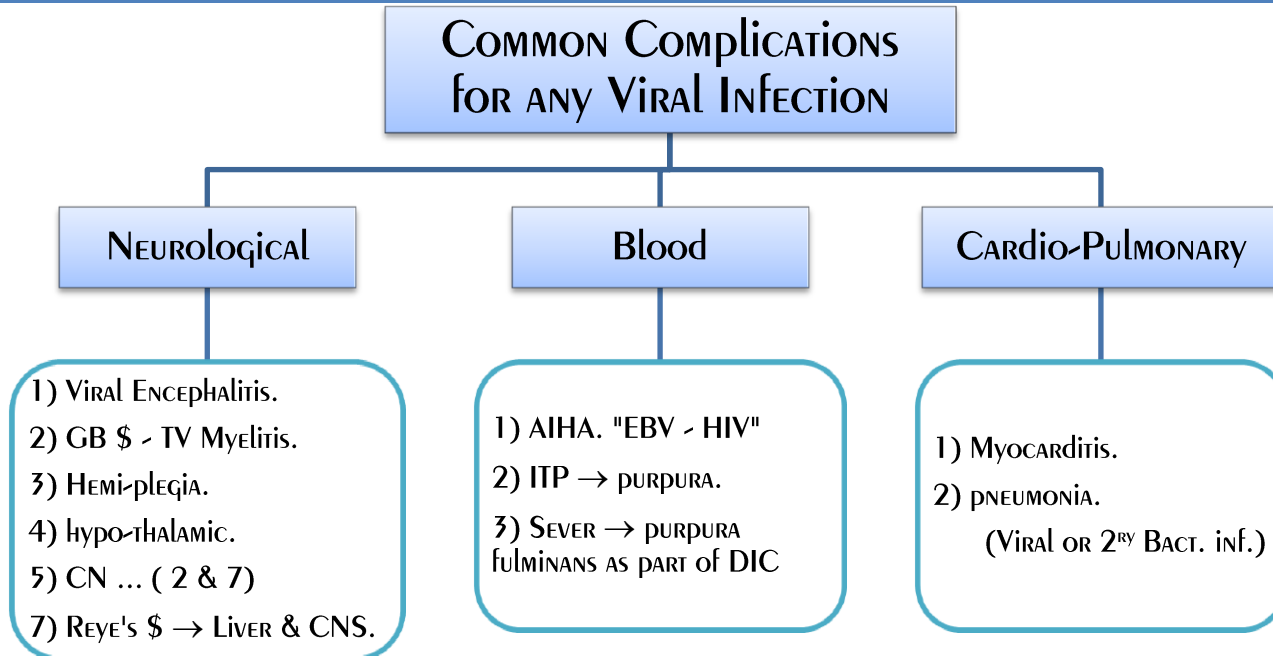 Common Complications
for any Viral Infection
Neurological
Blood
Cardio-Pulmonary
1) Viral Encephalitis.
2) GB $ - TV Myelitis.
3) Hemi-plegia.
4) hypo-thalamic.
5) CN ... ( 2 & 7)
7) Reye's $ → Liver & CNS.
1) AIHA. "EBV - HIV"
2) ITP → purpura.
3) Sever → purpura
fulminans as part of DIC
1) Myocarditis.
2) pneumonia.
(Viral or 2ry Bact. inf.)